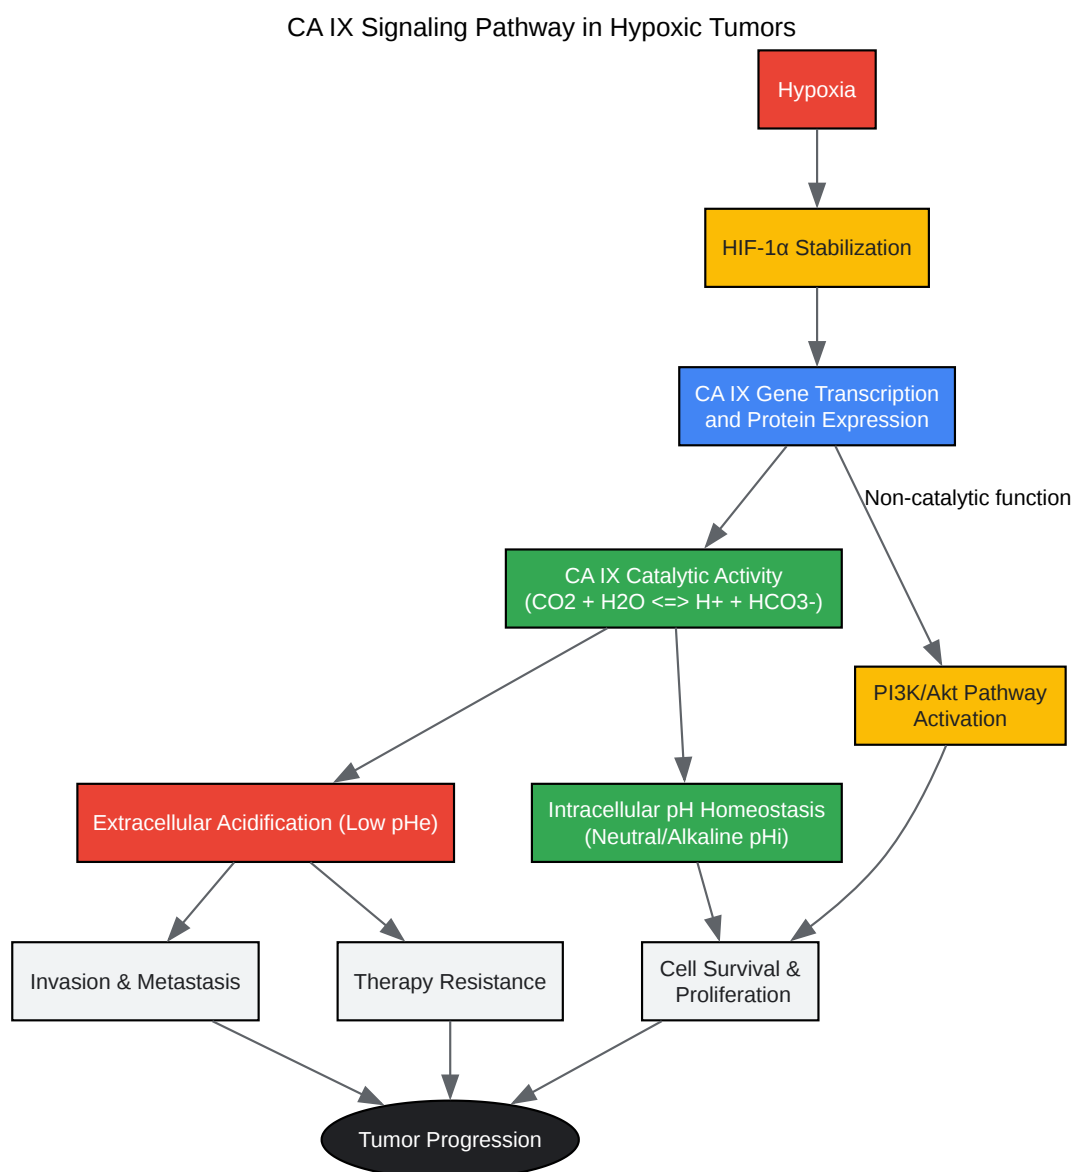 CA IX Signaling Pathway in Hypoxic Tumors
Hypoxia
HIF-1α Stabilization
CA IX Gene Transcription
and Protein Expression
Non-catalytic function
CA IX Catalytic Activity
(CO2 + H2O <=> H+ + HCO3-)
PI3K/Akt Pathway
Activation
Extracellular Acidification (Low pHe)
Intracellular pH Homeostasis
(Neutral/Alkaline pHi)
Invasion & Metastasis
Therapy Resistance
Cell Survival &
Proliferation
Tumor Progression